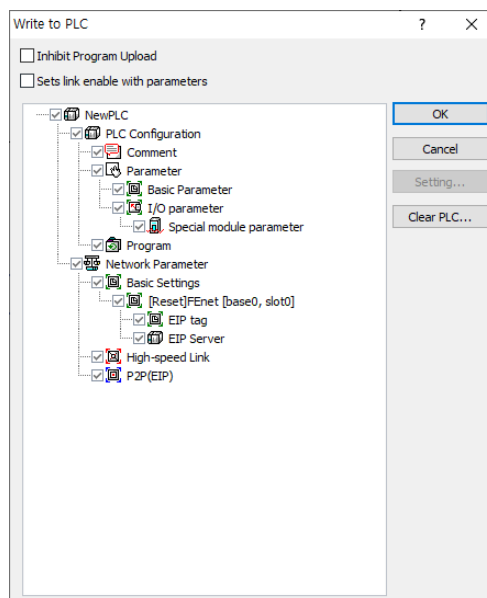 Write to PLC
?
Inhibit Program Upload
Sets link enable with parameters
NewPLC
PLC Configuration
Comment
Parameter
Basic Parameter
I/O parameter
Special module parameter
Program
Network Parameter
Basic Settings
[Reset]FEnet [base0, slot0]
EIP tag
EIP Server
High-speed Link
P2P(EIP)
OK
Cancel
Setting...
Clear PLC...